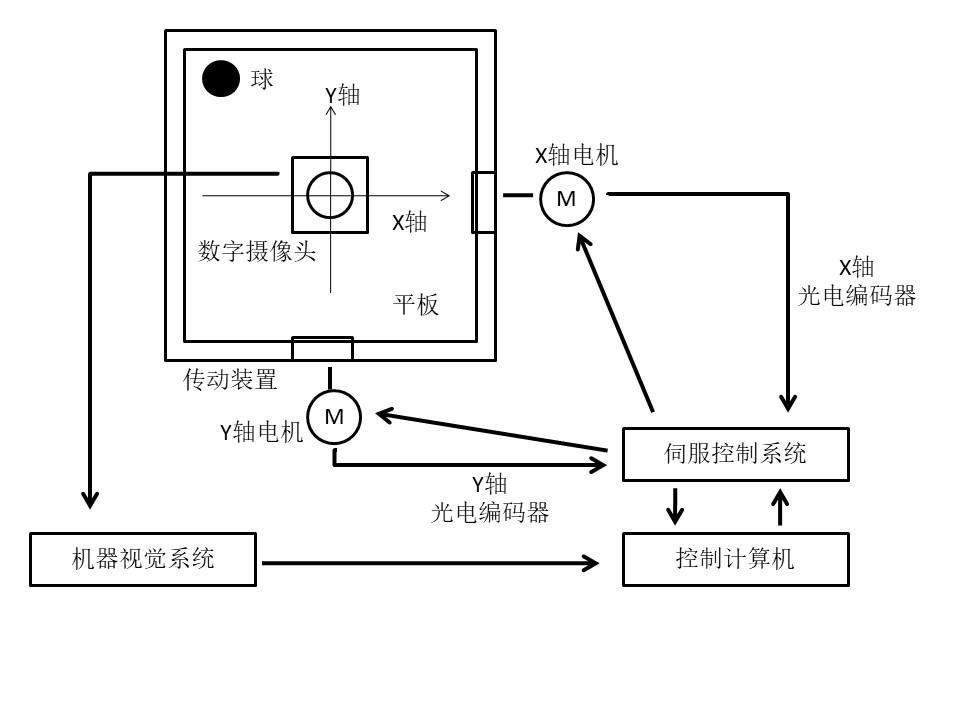 球
Y轴
X轴电机
M
X轴
数字摄像头
X轴
光电编码器
平板
传动装置
M
Y轴电机
伺服控制系统
Y轴
光电编码器
机器视觉系统
控制计算机